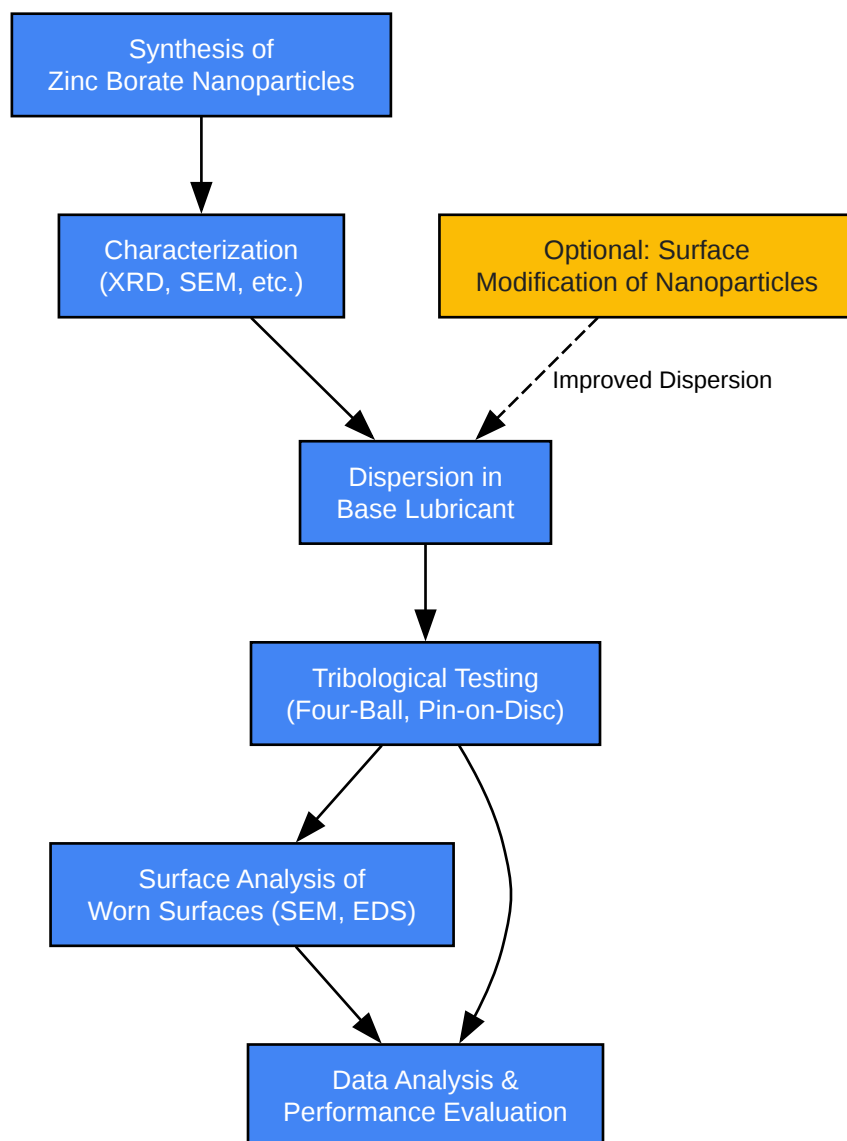 Synthesis of
Zinc Borate Nanoparticles
Characterization
(XRD, SEM, etc.)
Optional: Surface
Modification of Nanoparticles
Improved Dispersion
Dispersion in
Base Lubricant
Tribological Testing
(Four-Ball, Pin-on-Disc)
Surface Analysis of
Worn Surfaces (SEM, EDS)
Data Analysis &
Performance Evaluation